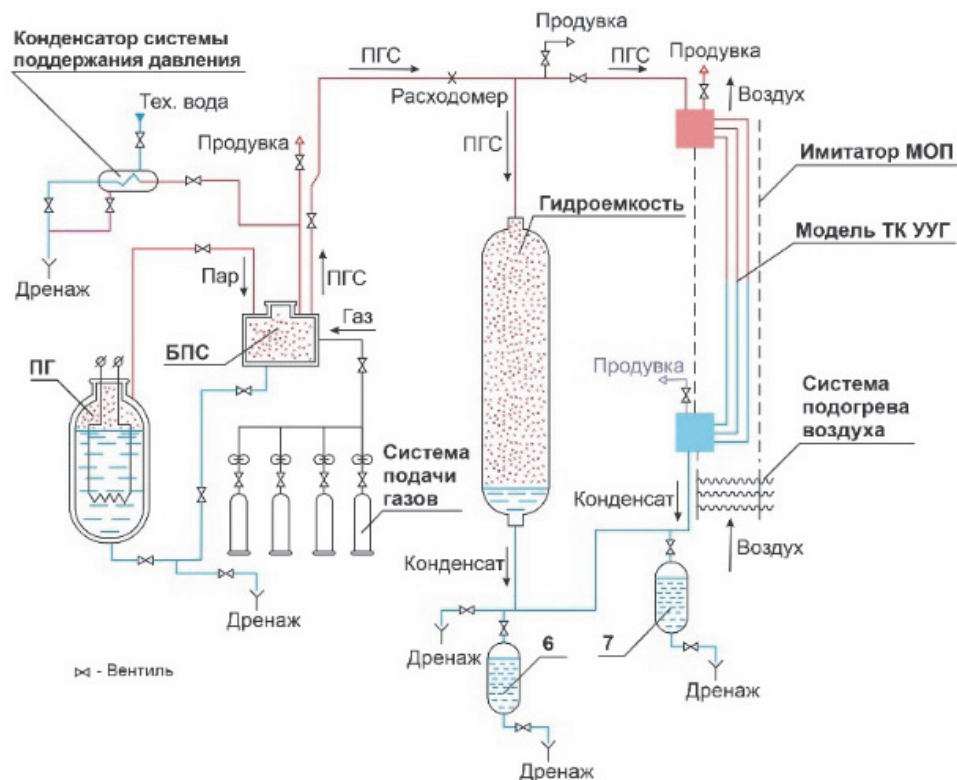 Конденсатор системы
поддержания давления
Тех. вода
Продувка
ПГС
Расходомер
Продувка
ПГС
Продувка
Воздух
ПГС
Имитатор МОП
Гидроемкость
Модель ТК УУГ
Дренаж
Пар
ПГС
Газ
БПС
ПГ
Продувка
Система
подогрева
воздуха
Система
подачи
газов
Конденсат
Конденсат
Воздух
Дренаж
Дренаж
6
7
Дренаж
Дренаж
- Вентиль